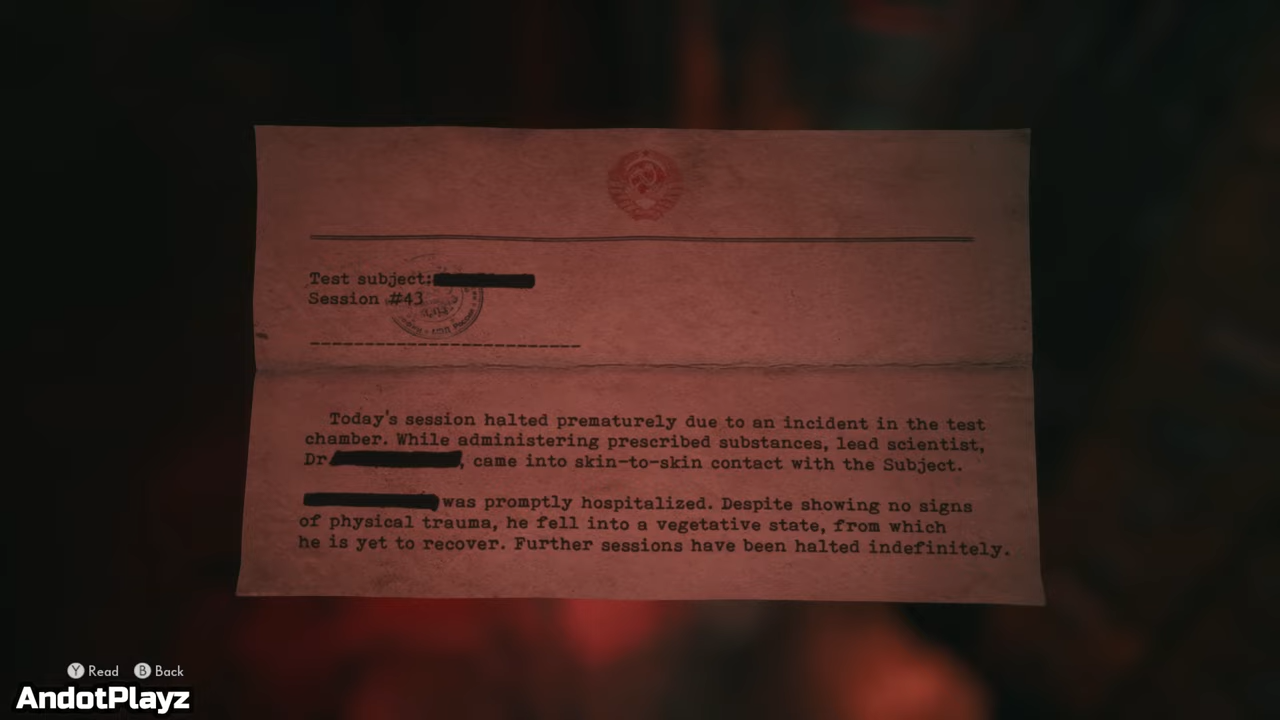 Test subject:
Session #43
Today's session halted prematurely due to an incident in the test
chamber. While administering prescribed substances, lead scientist,
Dr , came into skin-to-skin contact with the Subject.
was promptly hospitalized. Despite showing no signs
of physical trauma, he fell into a vegetative state, from which
he is yet to recover. Further sessions have been halted indefinitely.
Y Read B Back
AndotPlayz